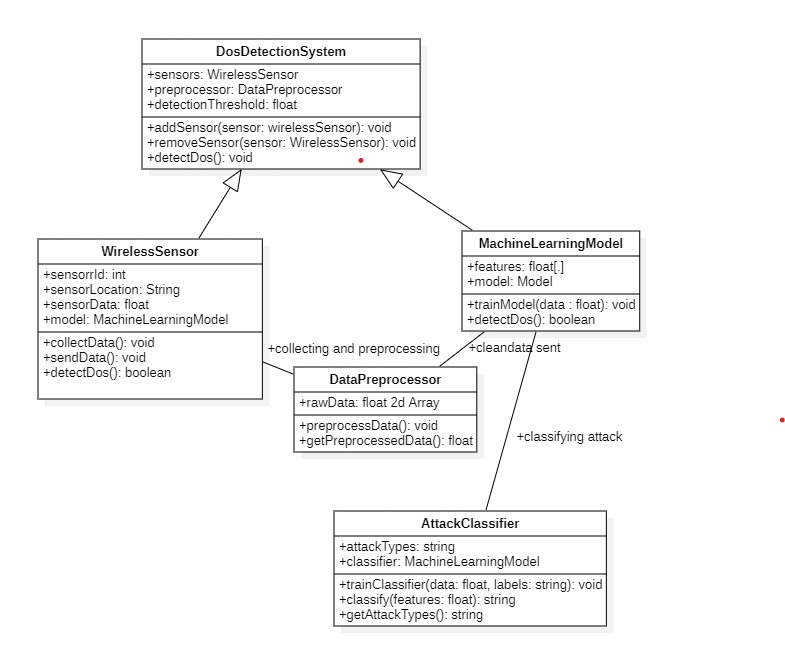 DosDetectionSystem
+sensors: WirelessSensor
+preprocessor: DataPreprocessor
+detectionThreshold: float
+addSensor(sensor: wirelessSensor): void
+removeSensor(sensor: WirelessSensor): void
+detectDos(): void
WirelessSensor
+sensorrId: int
+sensorLocation: String
+sensorData: float
+model: MachineLearningModel
+collectData(): void
+sendData(): void
+detectDos(): boolean
MachineLearningModel
+features: float[.]
+model: Model
+trainModel(data : float): void
+detectDos(): boolean
+collecting and preprocessing
+cleandata sent
DataPreprocessor
+rawData: float 2d Array
+preprocessData(): void
+getPreprocessedData(): float
+classifying attack
AttackClassifier
+attackTypes: string
+classifier: MachineLearningModel
+trainClassifier(data: float, labels: string): void
+classify(features: float): string
+getAttackTypes(): string